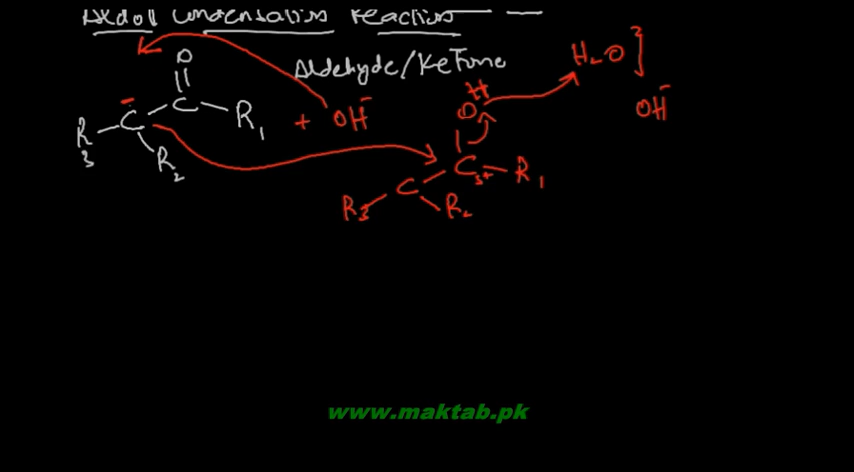 Aldol Condensation Reaction
Aldehyde/Ketone
O
C
R1
C
R3
R2
+ OH-
H
O
C δ+
R1
C
R3
R2
H2O]
OH-
www.maktab.pk